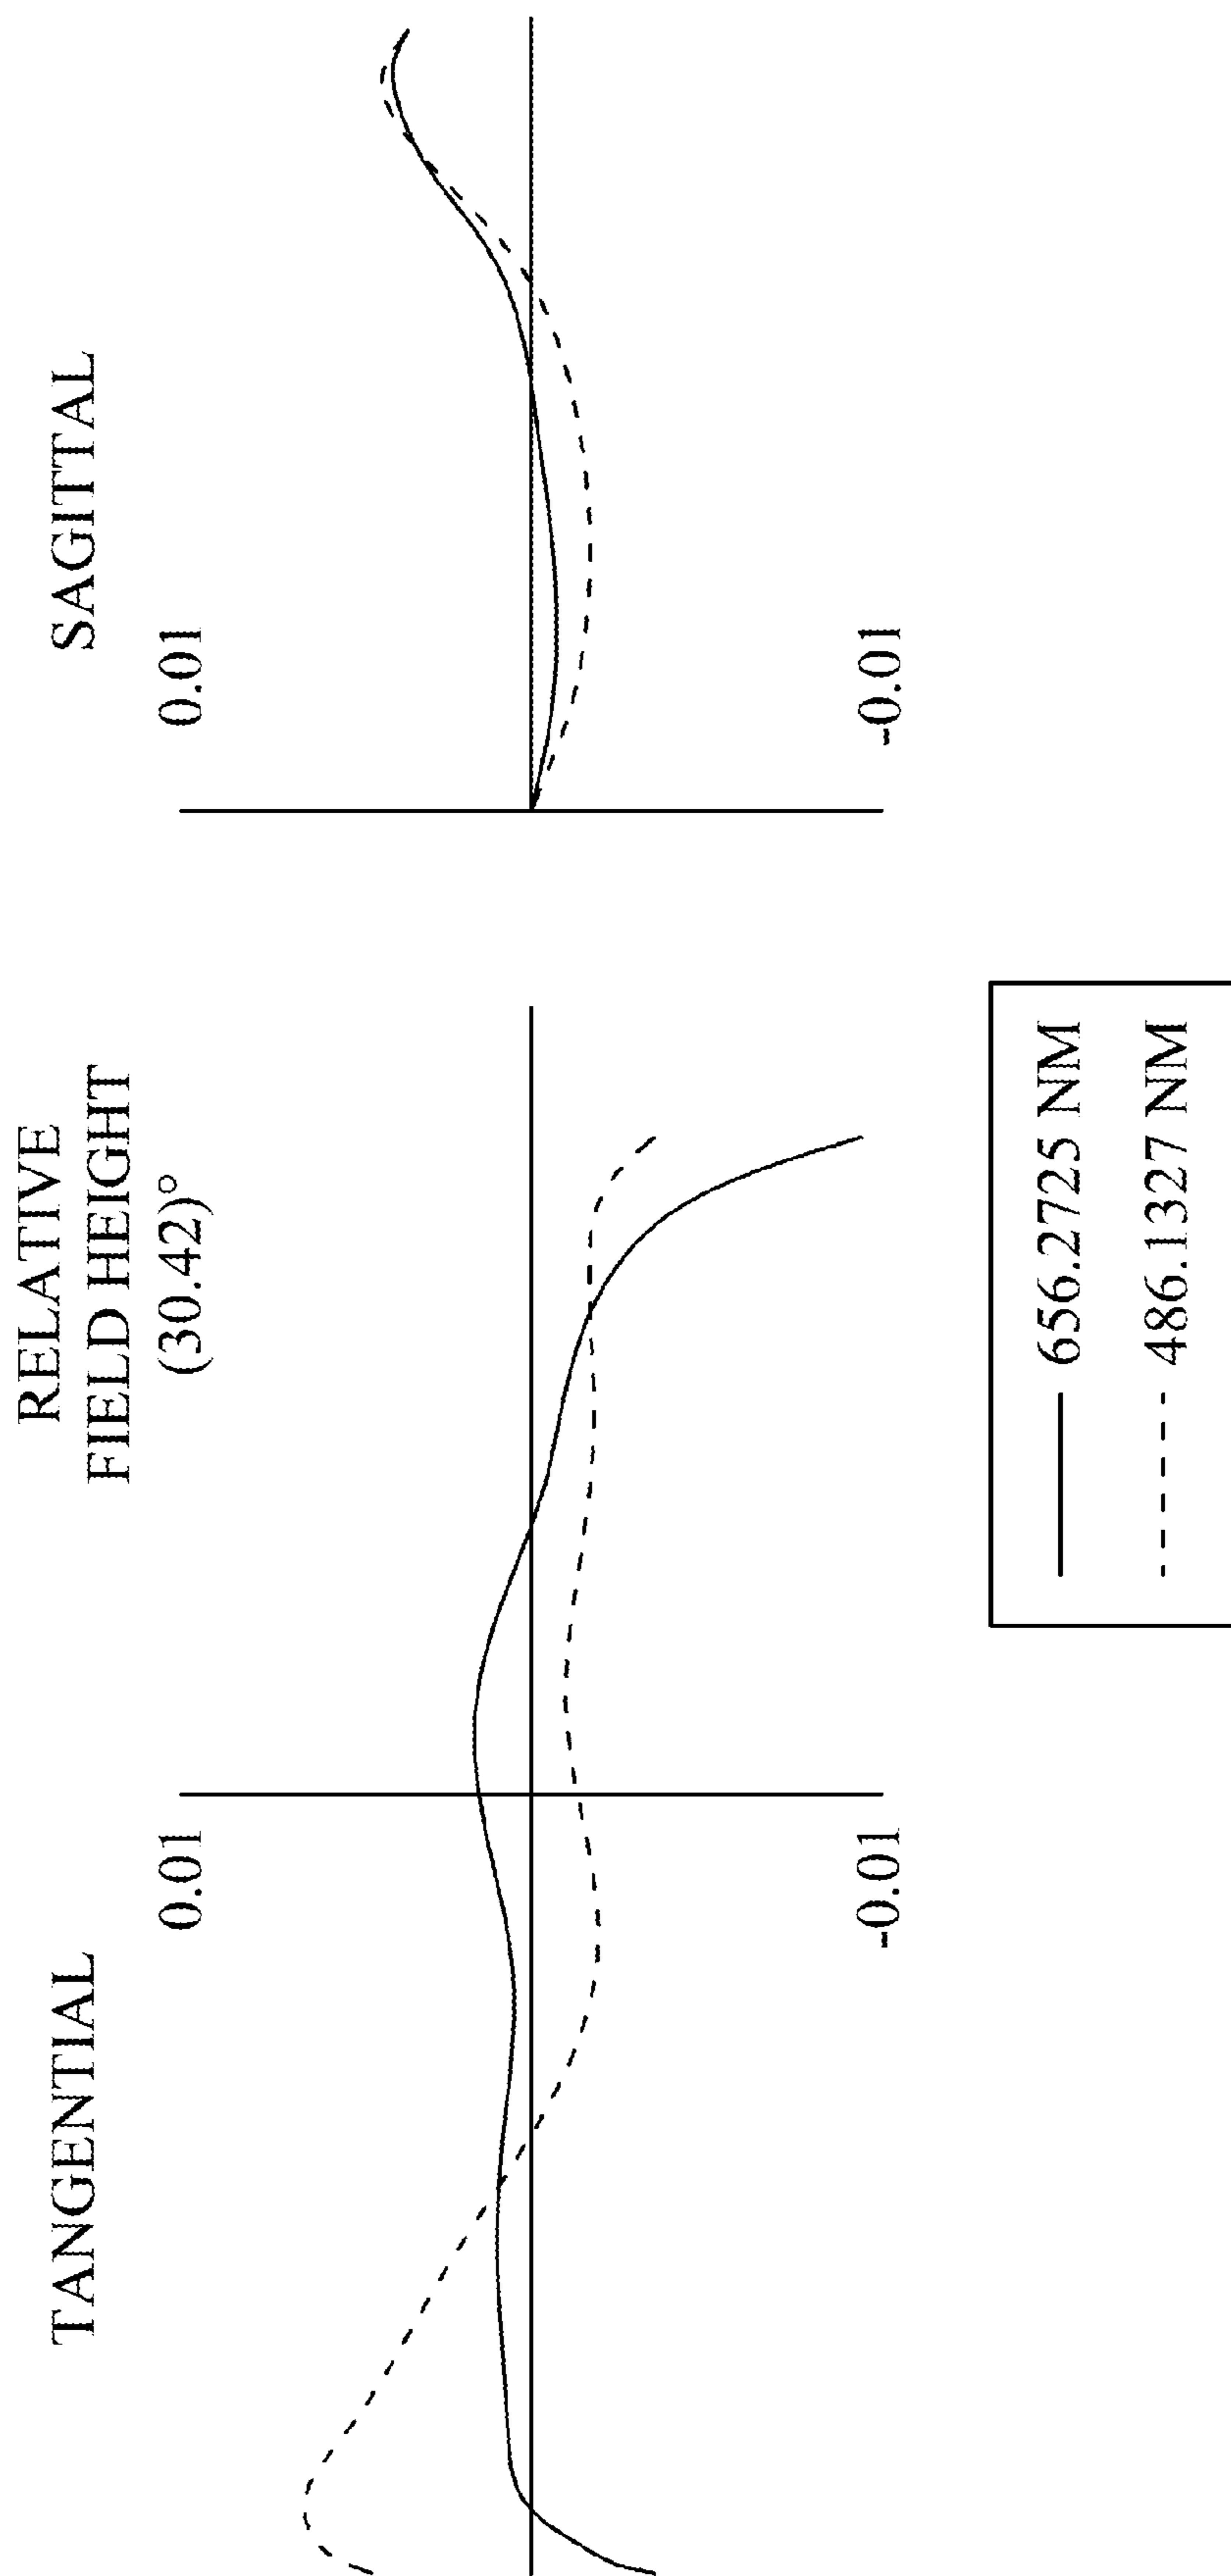 TANGENTIAL
RELATIVE
FIELD HEIGHT
(30.42)°
SAGITTAL
0.01
0.01
-0.01
-0.01
656.2725 NM
486.1327 NM